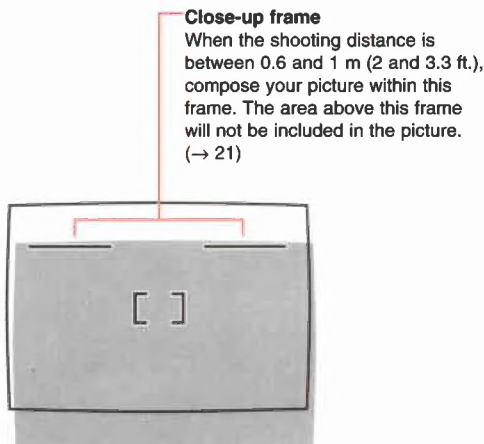 Close-up frame
When the shooting distance is
between 0.6 and 1 m (2 and 3.3 ft.),
compose your picture within this
frame. The area above this frame
will not be included in the picture.
(→ 21)